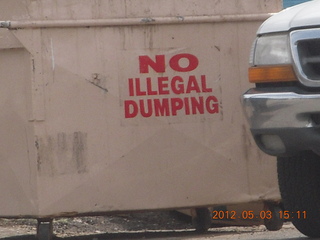 NO
ILLEGAL
DUMPING
2012 05 03 15 11